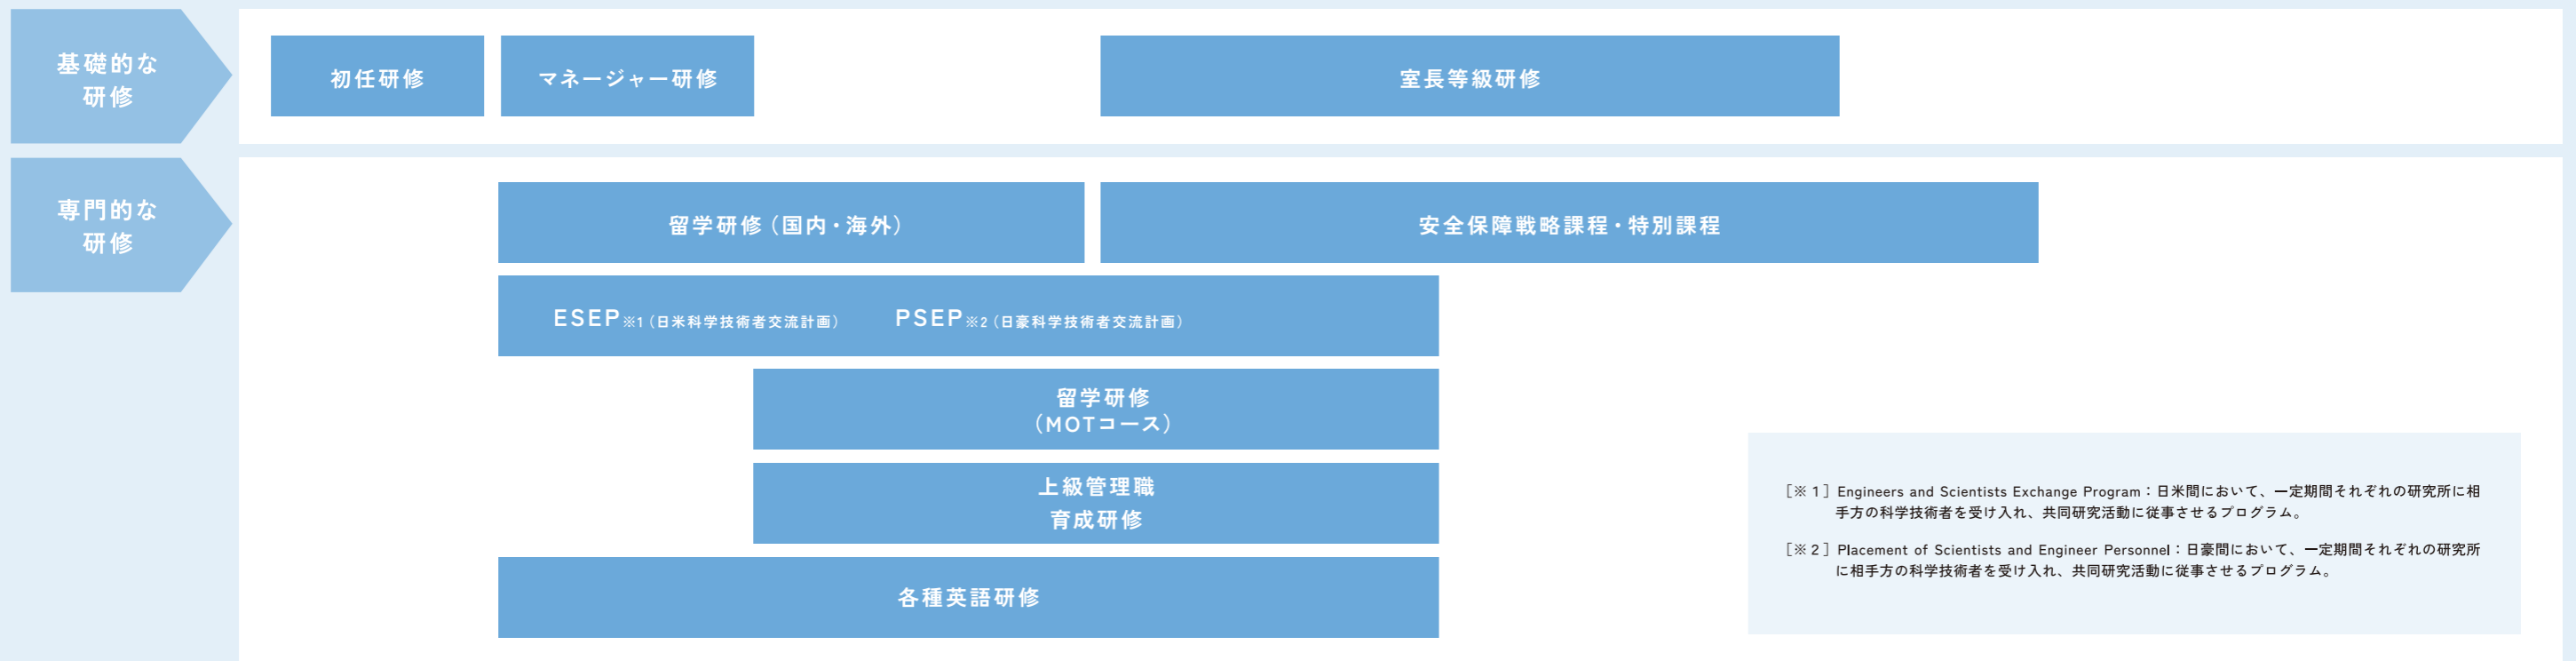 基礎的な
研修
初任研修
マネージャー研修
室長等級研修
専門的な
研修
留学研修（国内・海外）
安全保障戦略課程・特別課程
ESEP※1（日米科学技術者交流計画）
PSEP※2（日豪科学技術者交流計画）
留学研修
（MOTコース）
上級管理職
育成研修
各種英語研修
［※１］Engineers and Scientists Exchange Program：日米間において、一定期間それぞれの研究所に相
手方の科学技術者を受け入れ、共同研究活動に従事させるプログラム。
［※２］Placement of Scientists and Engineer Personnel：日豪間において、一定期間それぞれの研究所
に相手方の科学技術者を受け入れ、共同研究活動に従事させるプログラム。